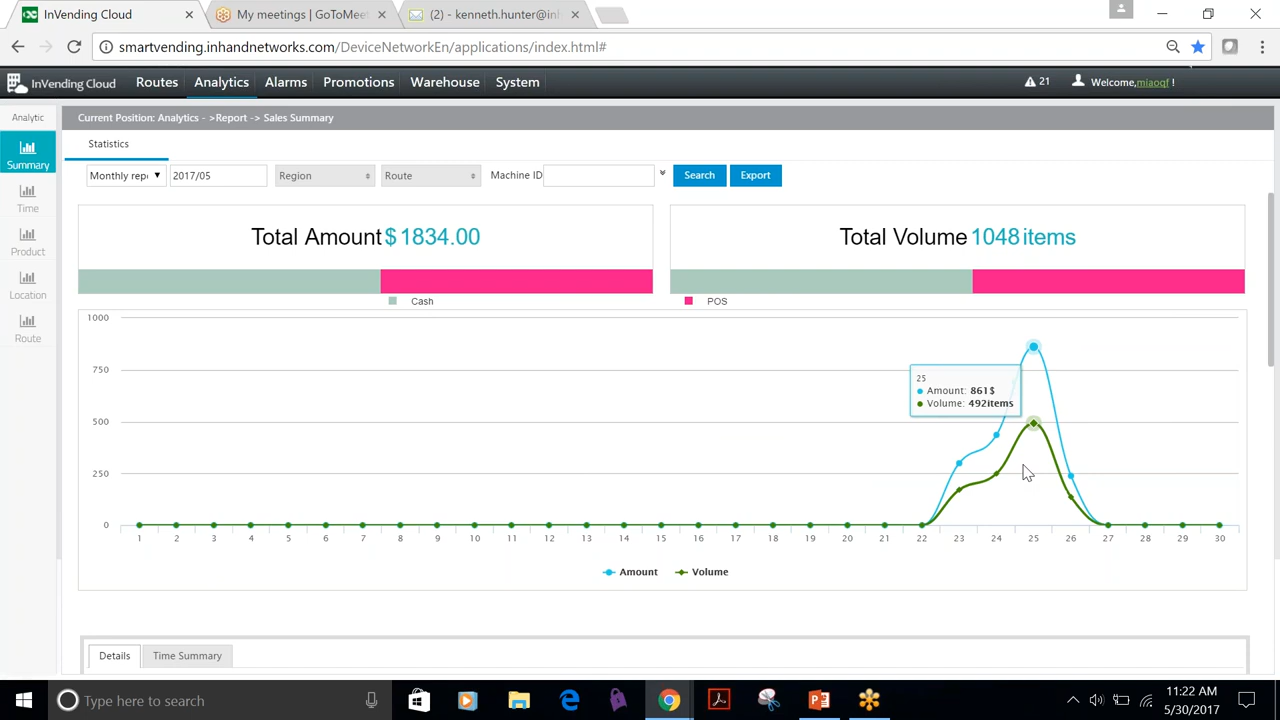 InVending Cloud
My meetings | GoToMee
(2) - kenneth.hunter@in
smartvending.inhandnetworks.com/DeviceNetworkEn/applications/index.html#
InVending Cloud Routes Analytics Alarms Promotions Warehouse System 21 Welcome,miaoqf !
Analytic
Current Position: Analytics - >Report -> Sales Summary
Summary
Time
Product
Location
Route
Statistics
Monthly repo 2017/05 Region Route Machine ID Search Export
Total Amount $ 1834.00
Total Volume 1048 items
Cash
POS
1000
750
500
250
0
25
Amount: 861$
Volume: 492items
1 2 3 4 5 6 7 8 9 10 11 12 13 14 15 16 17 18 19 20 21 22 23 24 25 26 27 28 29 30
Amount Volume
Details Time Summary
Type here to search
11:22 AM
5/30/2017